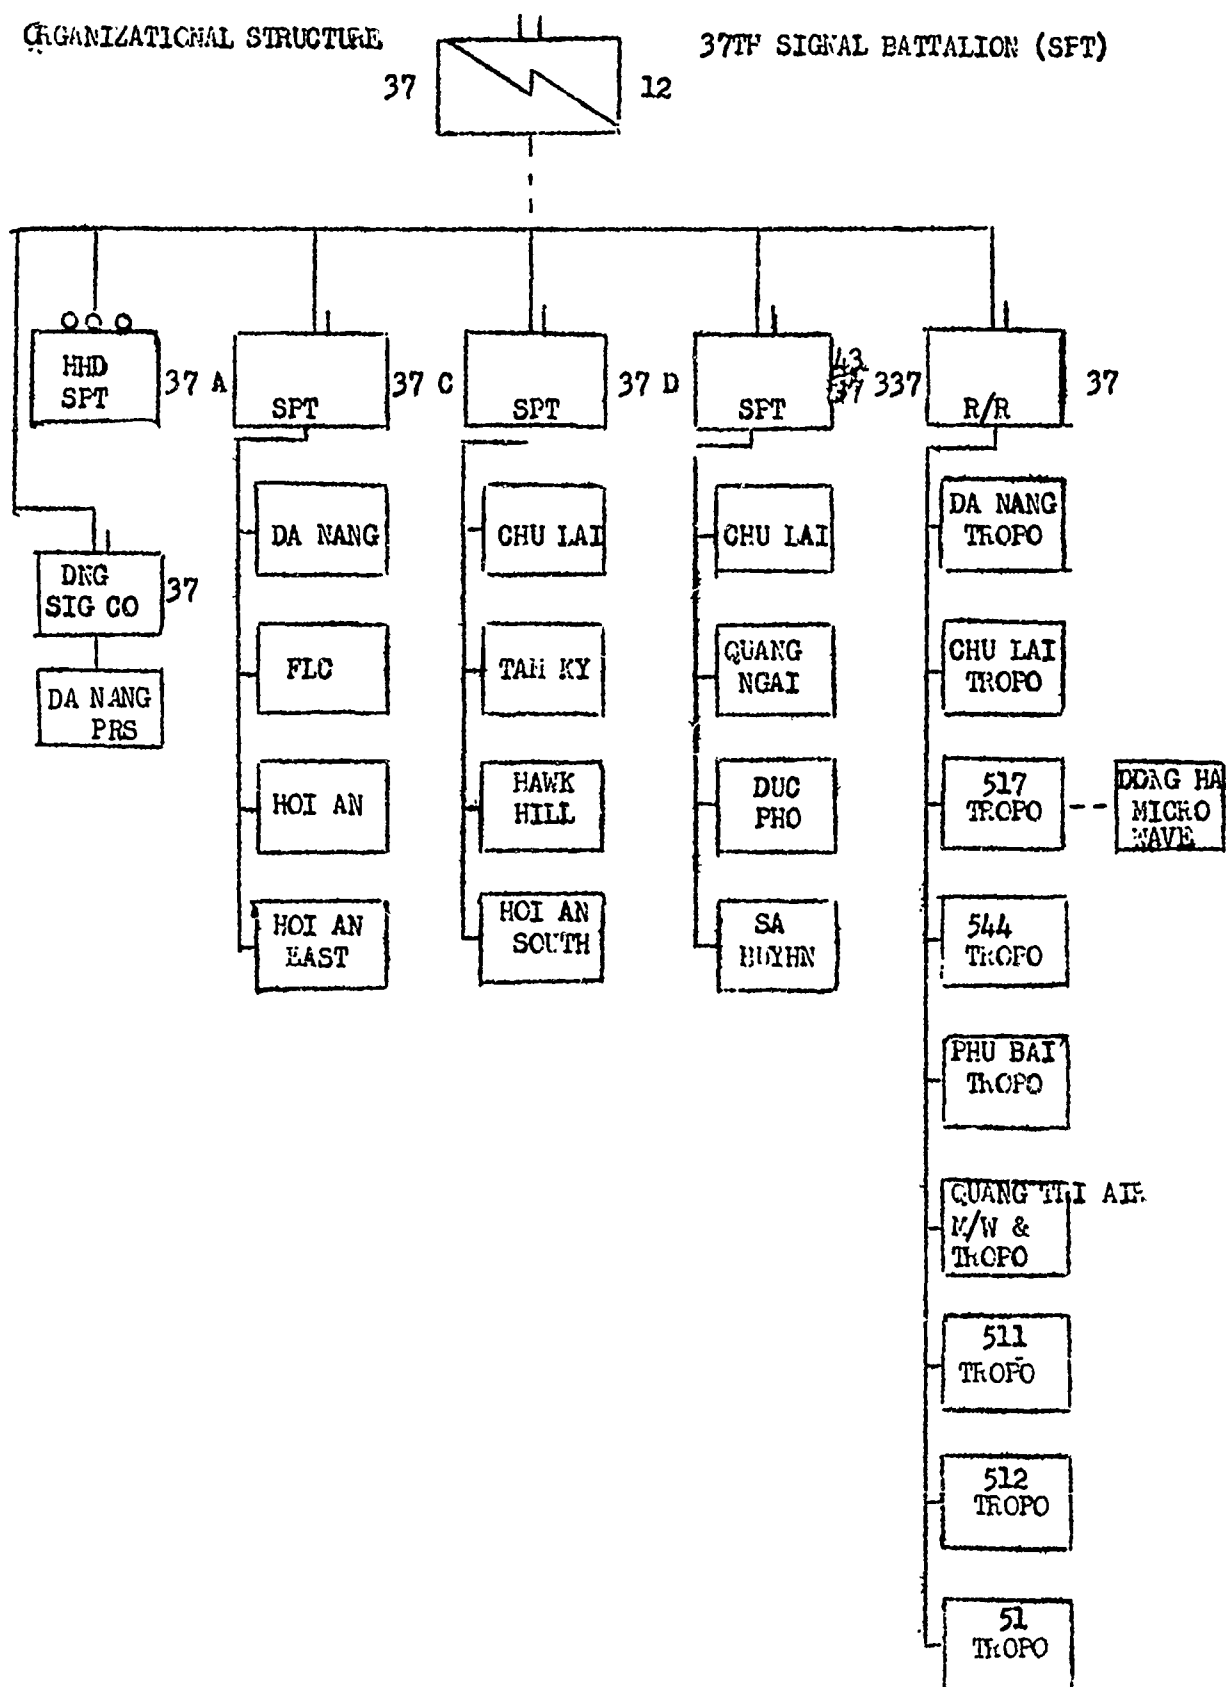 ORGANIZATIONAL STRUCTURE
37TH SIGNAL BATTALION (SPT)
37
12
HHD
SPT
37
A
SPT
37
C
SPT
37
D
SPT
43
37
337
R/R
37
DNG
SIG CO
37
DA NANG
PRS
DA NANG
FLC
HOI AN
HOI AN
EAST
CHU LAI
TAM KY
HAWK
HILL
HOI AN
SOUTH
CHU LAI
QUANG
NGAI
DUC
PHO
SA
HUYHN
DA NANG
TROPO
CHU LAI
TROPO
517
TROPO
DONG HA
MICRO
WAVE
544
TROPO
PHU BAI
TROPO
QUANG TRI AIR
M/W &
TROPO
511
TROPO
512
TROPO
51
TROPO